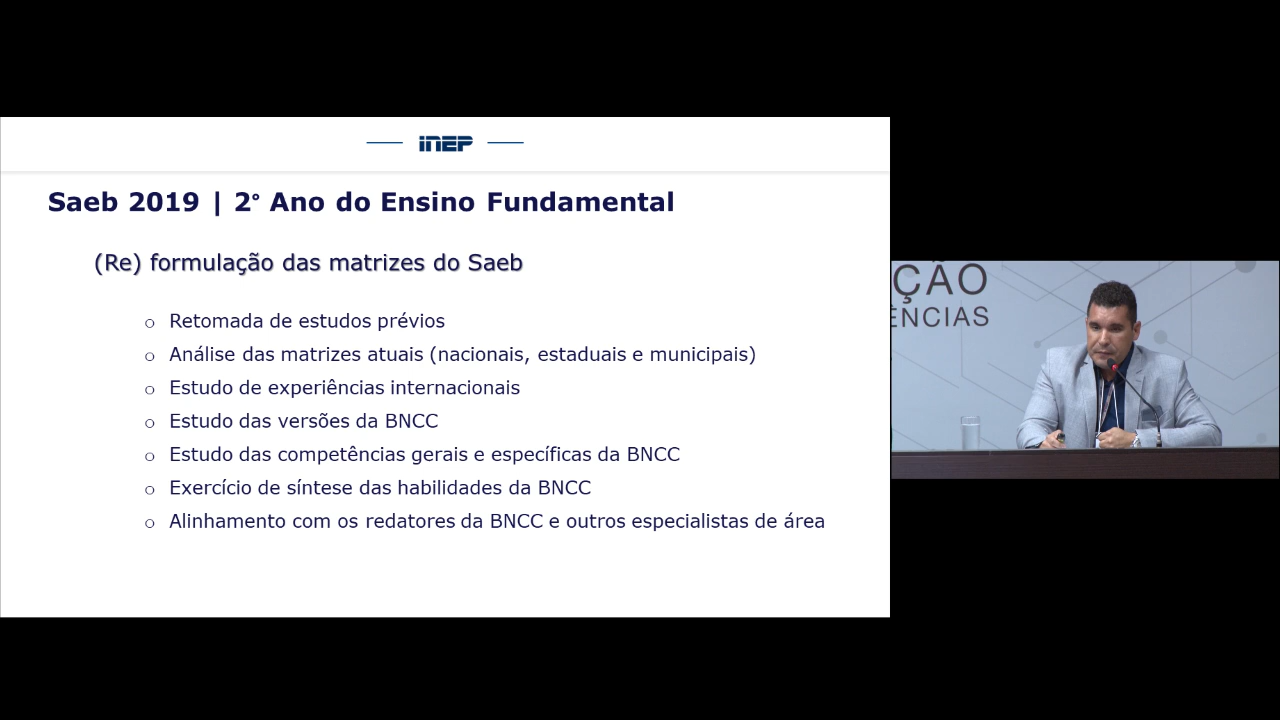 INEP
Saeb 2019 | 2° Ano do Ensino Fundamental
(Re) formulação das matrizes do Saeb
Retomada de estudos prévios
Análise das matrizes atuais (nacionais, estaduais e municipais)
Estudo de experiências internacionais
Estudo das versões da BNCC
Estudo das competências gerais e específicas da BNCC
Exercício de síntese das habilidades da BNCC
Alinhamento com os redatores da BNCC e outros especialistas de área
ÇÃO
ÊNCIAS